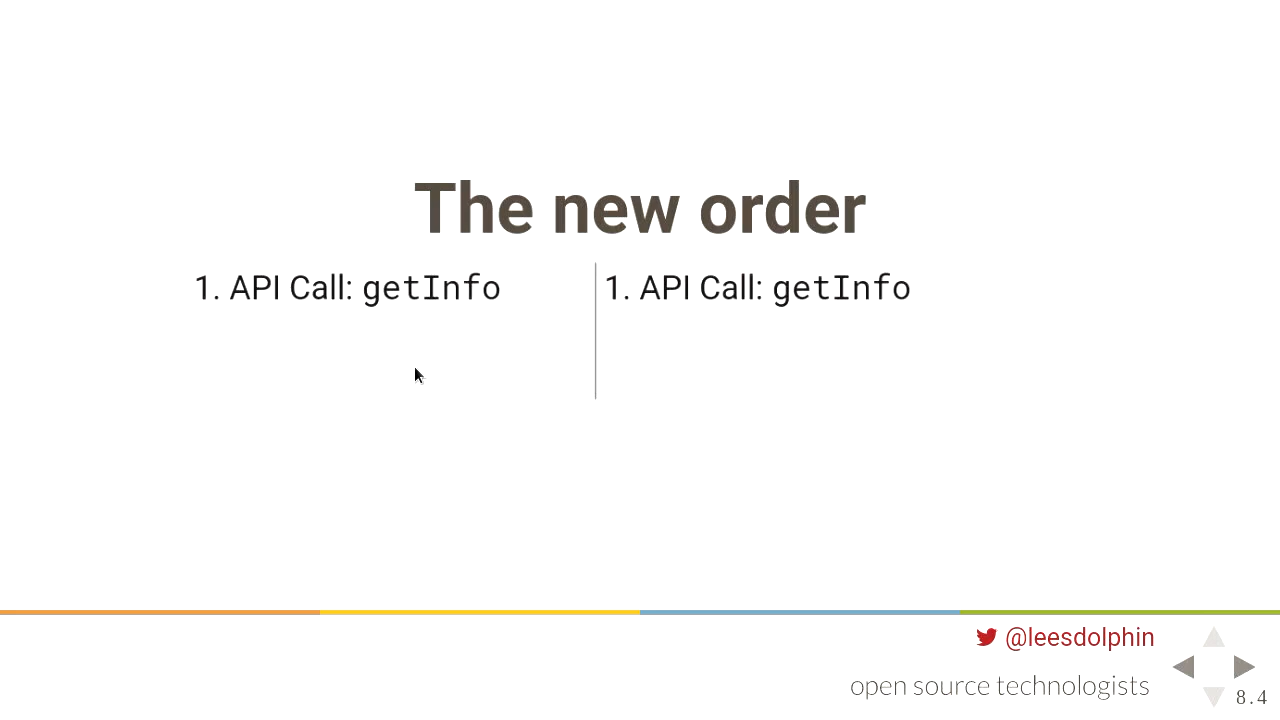 The new order
1. API Call: getInfo
1. API Call: getInfo
@leesdolphin
open source technologists
8.4